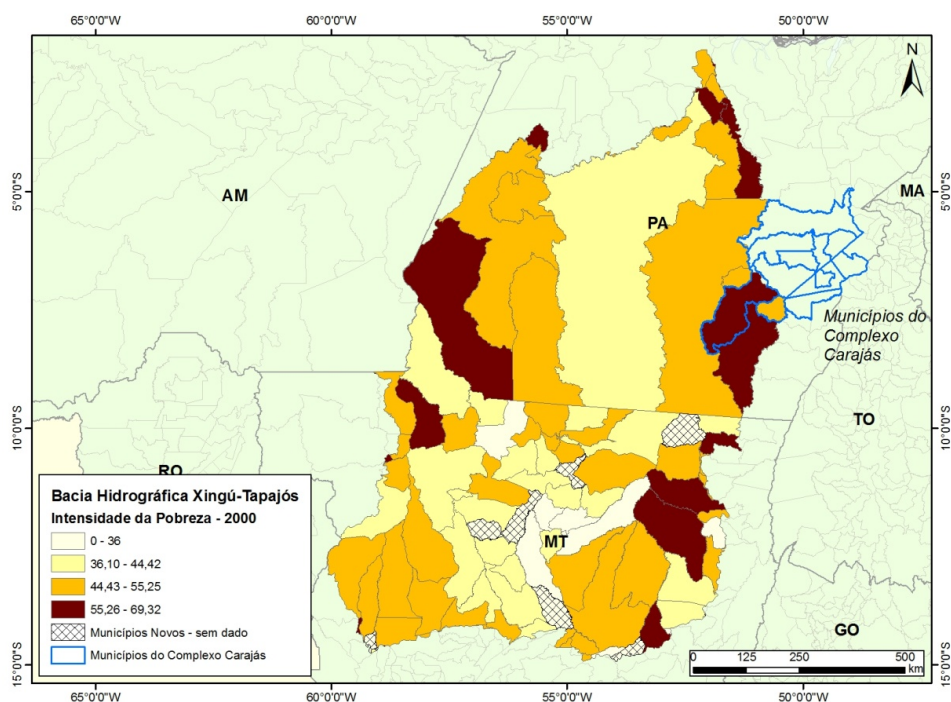 65°0'0"W 60°0'0"W 55°0'0"W 50°0'0"W
N
5°0'0"S 5°0'0"S
AM
MA
PA
Municípios do
Complexo
Carajás
TO
10°0'0"S 10°0'0"S
RO
MT
GO
Bacia Hidrográfica Xingú-Tapajós
Intensidade da Pobreza - 2000
0 - 36
36,10 - 44,42
44,43 - 55,25
55,26 - 69,32
Municípios Novos - sem dado
Municípios do Complexo Carajás
0 125 250 500
km
15°0'0"S 15°0'0"S
65°0'0"W 60°0'0"W 55°0'0"W 50°0'0"W